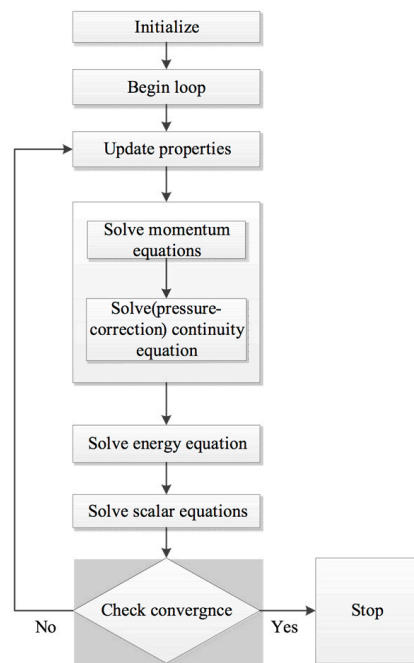 Initialize
Begin loop
Update properties
Solve momentum
equations
Solve(pressure-
correction) continuity
equation
Solve energy equation
Solve scalar equations
Check convergnce
Stop
No
Yes